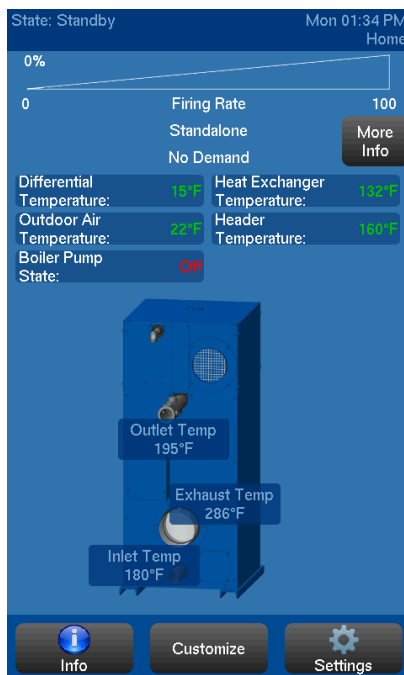 State: Standby
Mon 01:34 PM
Home
0%
0 Firing Rate 100
Standalone
No Demand
More
Info
Differential
Temperature:
15°F
Heat Exchanger
Temperature:
132°F
Outdoor Air
Temperature:
22°F
Header
Temperature:
160°F
Boiler Pump
State:
Off
Outlet Temp
195°F
Exhaust Temp
286°F
Inlet Temp
180°F
Info
Customize
Settings